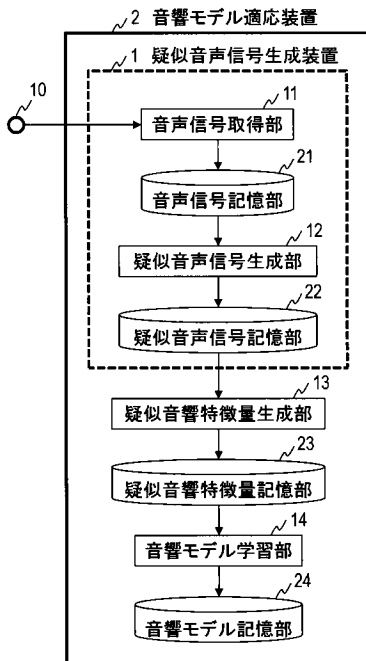 2 音響モデル適応装置
1 疑似音声信号生成装置
10
11
音声信号取得部
21
音声信号記憶部
12
疑似音声信号生成部
22
疑似音声信号記憶部
13
疑似音響特徴量生成部
23
疑似音響特徴量記憶部
14
音響モデル学習部
24
音響モデル記憶部